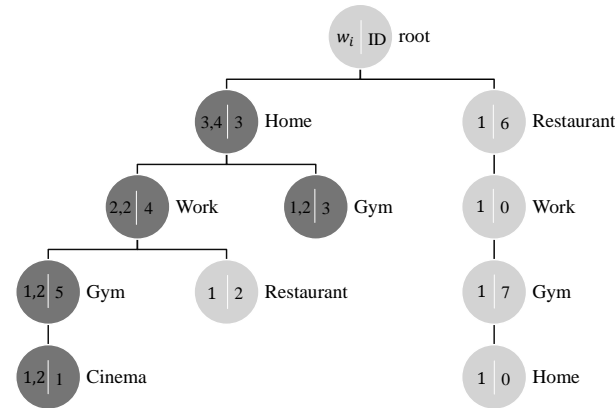 wᵢ | ID root
3,4 | 3 Home
1 | 6 Restaurant
2,2 | 4 Work
1,2 | 3 Gym
1 | 0 Work
1,2 | 5 Gym
1 | 2 Restaurant
1 | 7 Gym
1,2 | 1 Cinema
1 | 0 Home